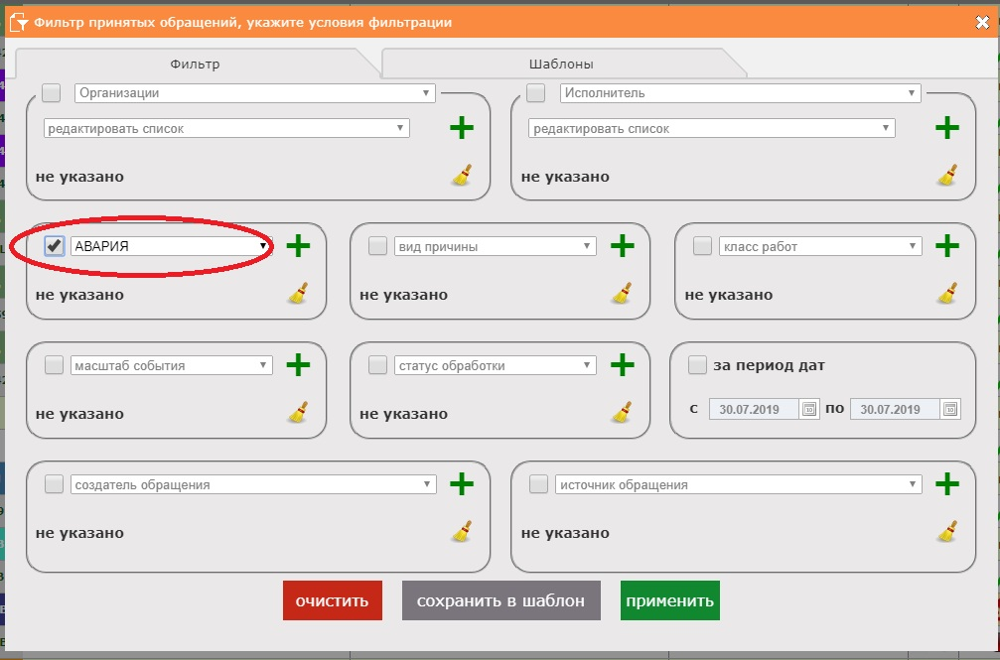 Фильтр принятых обращений, укажите условия фильтрации
Фильтр Шаблоны
Организации Исполнитель
редактировать список редактировать список
не указано не указано
АВАРИЯ вид причины класс работ
не указано не указано не указано
масштаб события статус обработки за период дат
с 30.07.2019 по 30.07.2019
не указано не указано
создатель обращения источник обращения
не указано не указано
очистить сохранить в шаблон применить